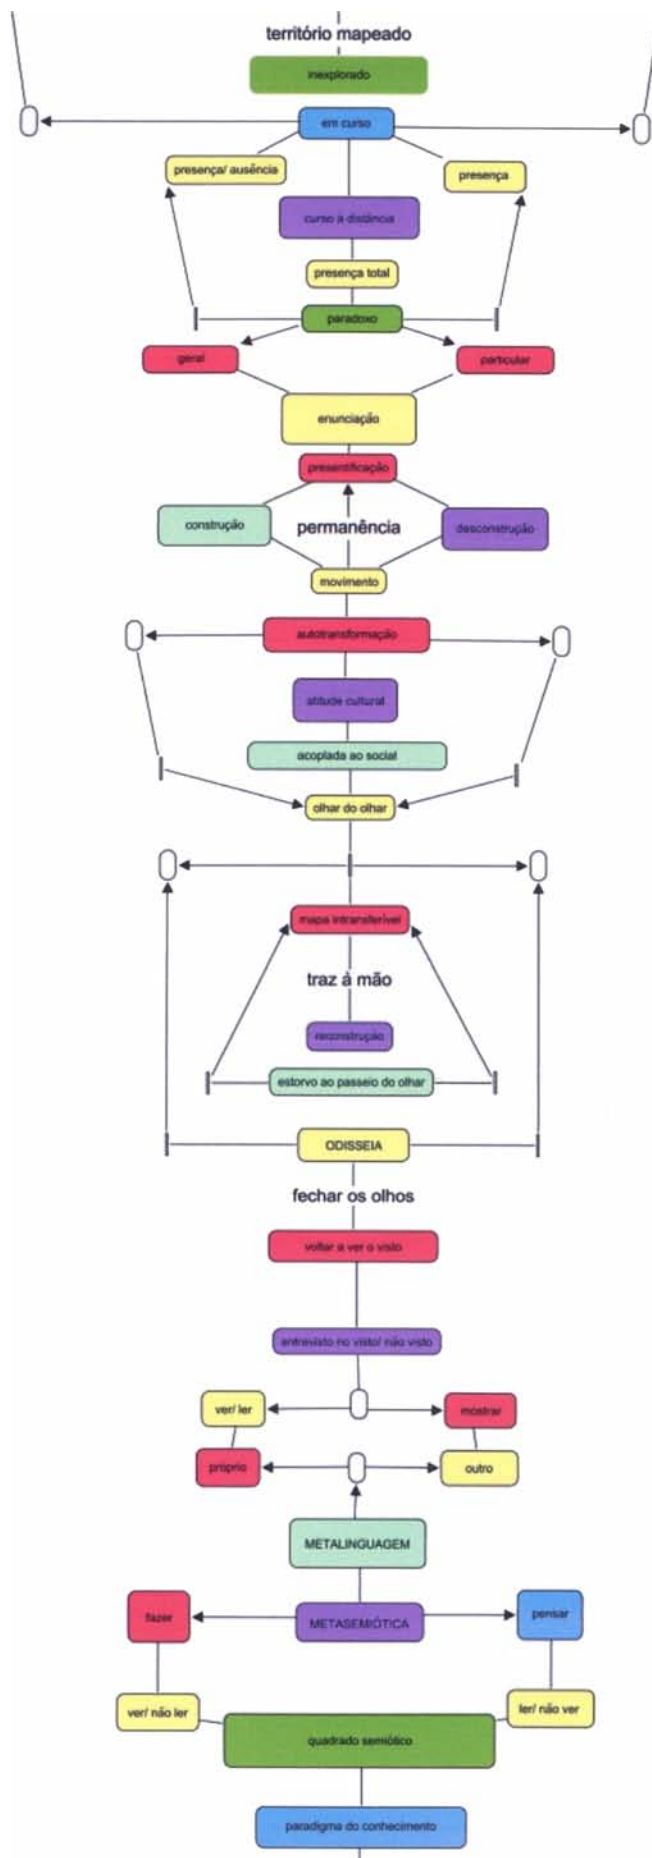 território mapeado
inexplorado
em curso
presença/ ausência
presença
curso à distância
presença total
paradoxo
geral
particular
enunciação
presentificação
construção
permanência
desconstrução
movimento
autotransformação
atitude cultural
acoplada ao social
olhar do olhar
mapa intransferível
traz à mão
reconstrução
estorvo ao passeio do olhar
ODISSEIA
fechar os olhos
voltar a ver o visto
entrevisto no visto/ não visto
ver/ ler
mostrar
próprio
outro
METALINGUAGEM
fazer
METASEMIÓTICA
pensar
ver/ não ler
ler/ não ver
quadrado semiótico
paradigma do conhecimento